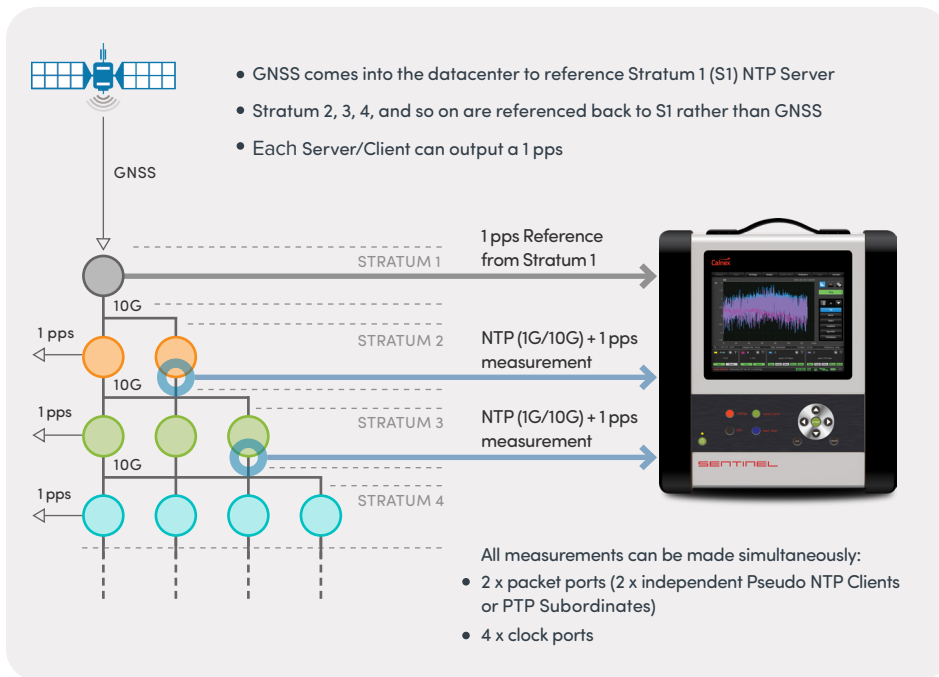 GNSS comes into the datacenter to reference Stratum 1 (S1) NTP Server
Stratum 2, 3, 4, and so on are referenced back to S1 rather than GNSS
Each Server/Client can output a 1 pps
GNSS
1 pps Reference
from Stratum 1
STRATUM 1
10G
1 pps
STRATUM 2
NTP (1G/10G) + 1 pps
measurement
10G
1 pps
STRATUM 3
NTP (1G/10G) + 1 pps
measurement
10G
1 pps
STRATUM 4
Calnex
SENTINEL
All measurements can be made simultaneously:
2 x packet ports (2 x independent Pseudo NTP Clients
or PTP Subordinates)
4 x clock ports